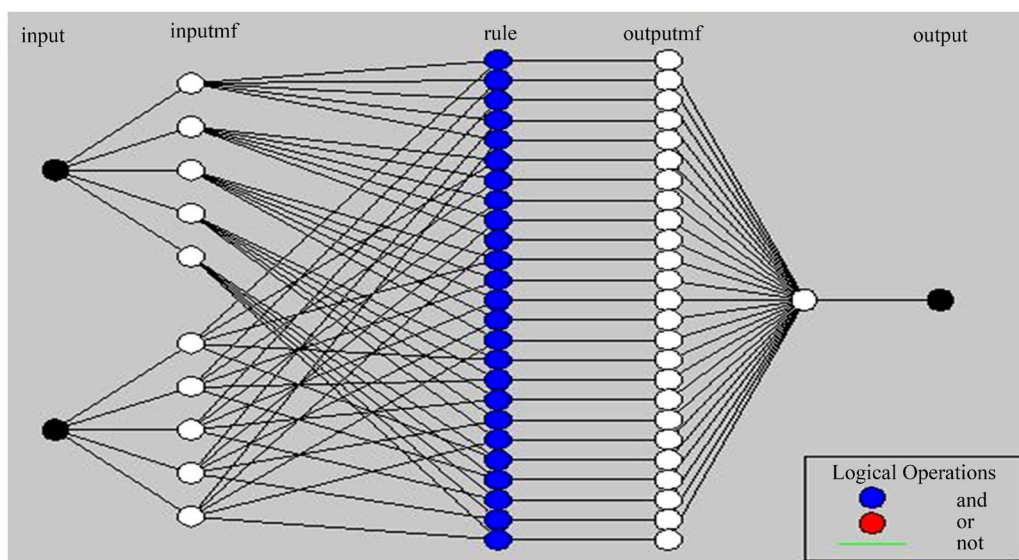 input
inputmf
rule
outputmf
output
Logical Operations
and
or
not